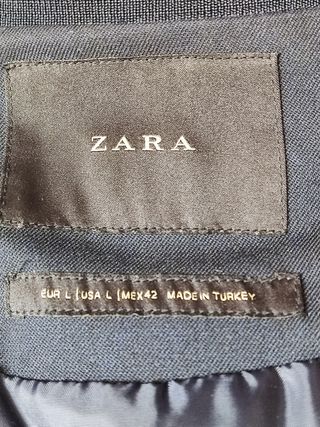 ZARA
EUR L | USA L | MEX 42 MADE IN TURKEY